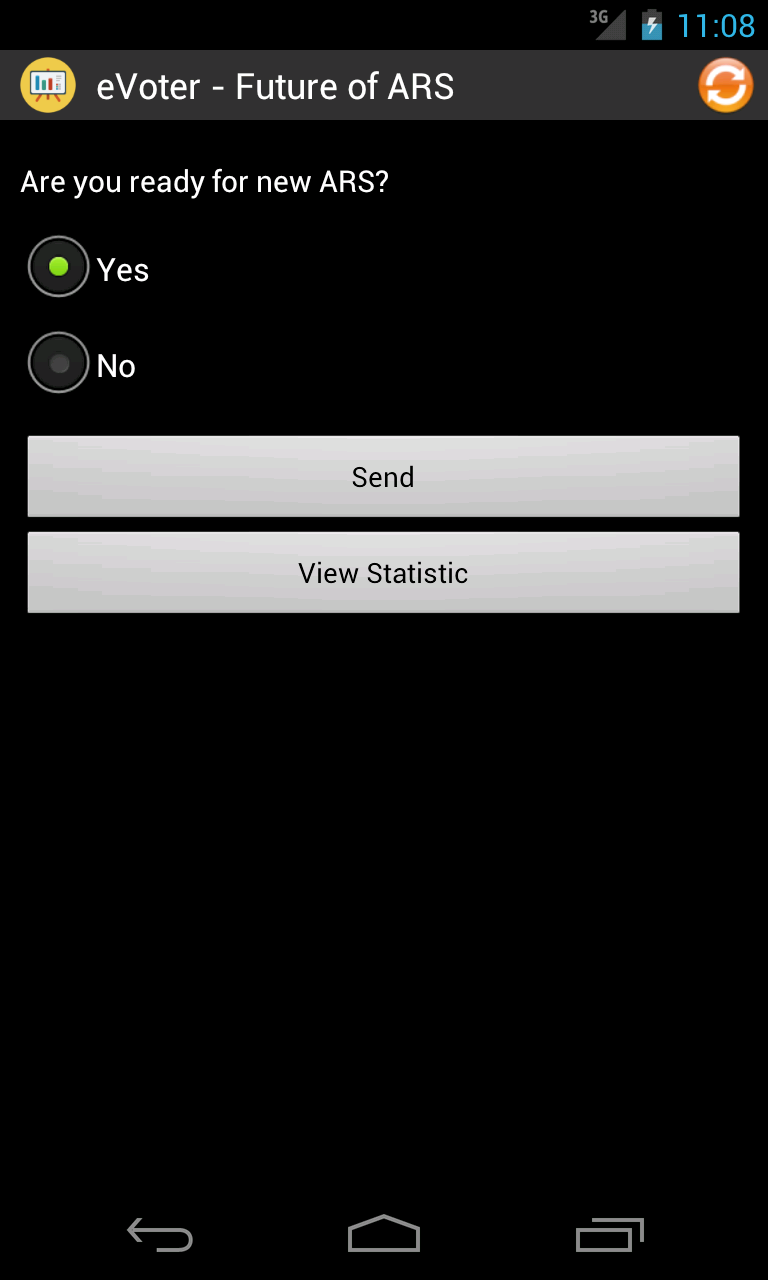 3G 11:08
eVoter - Future of ARS
Are you ready for new ARS?
Yes
No
Send
View Statistic